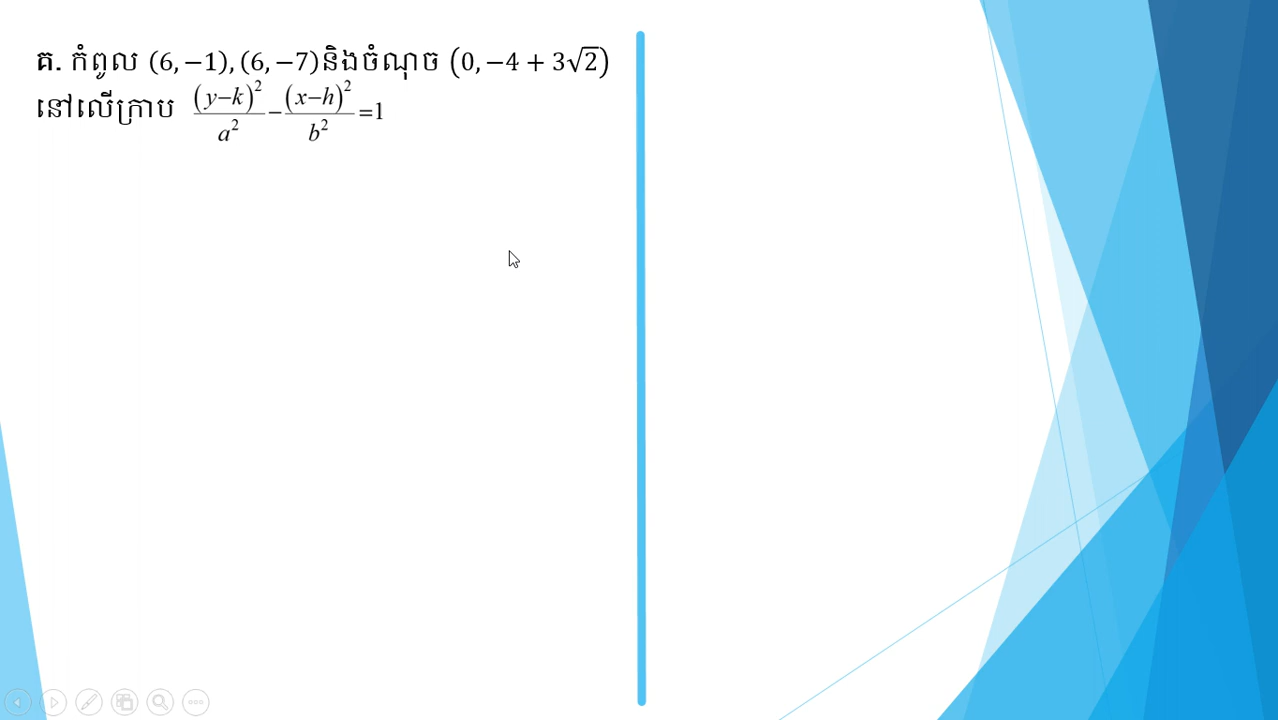 គ. កំពូល (6,−1),(6,−7)និងចំណុច (0,−4 + 3√2)
នៅលើក្រាប (y−k)²/a² − (x−h)²/b² =1